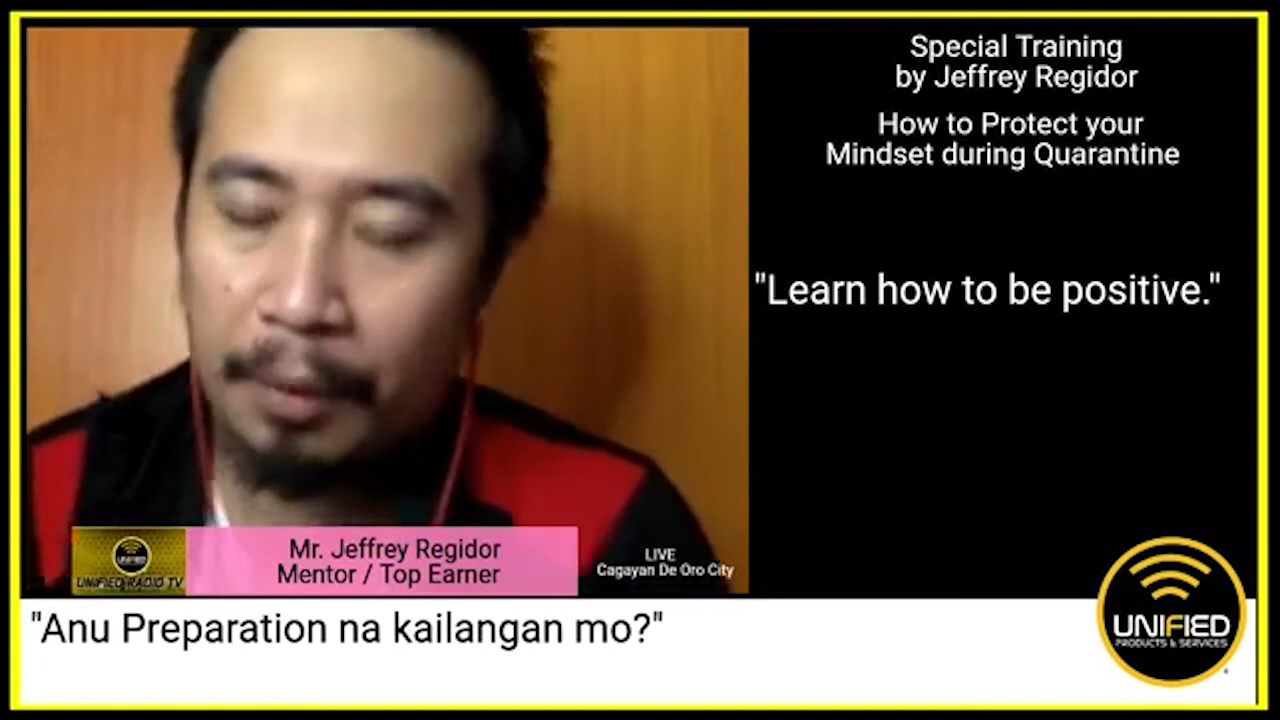 Special Training
by Jeffrey Regidor
How to Protect your
Mindset during Quarantine
"Learn how to be positive."
UNIFIED
UNIFIED RADIO TV
Mr. Jeffrey Regidor
Mentor / Top Earner
LIVE
Cagayan De Oro City
"Anu Preparation na kailangan mo?"
UNIFIED
PRODUCTS & SERVICES